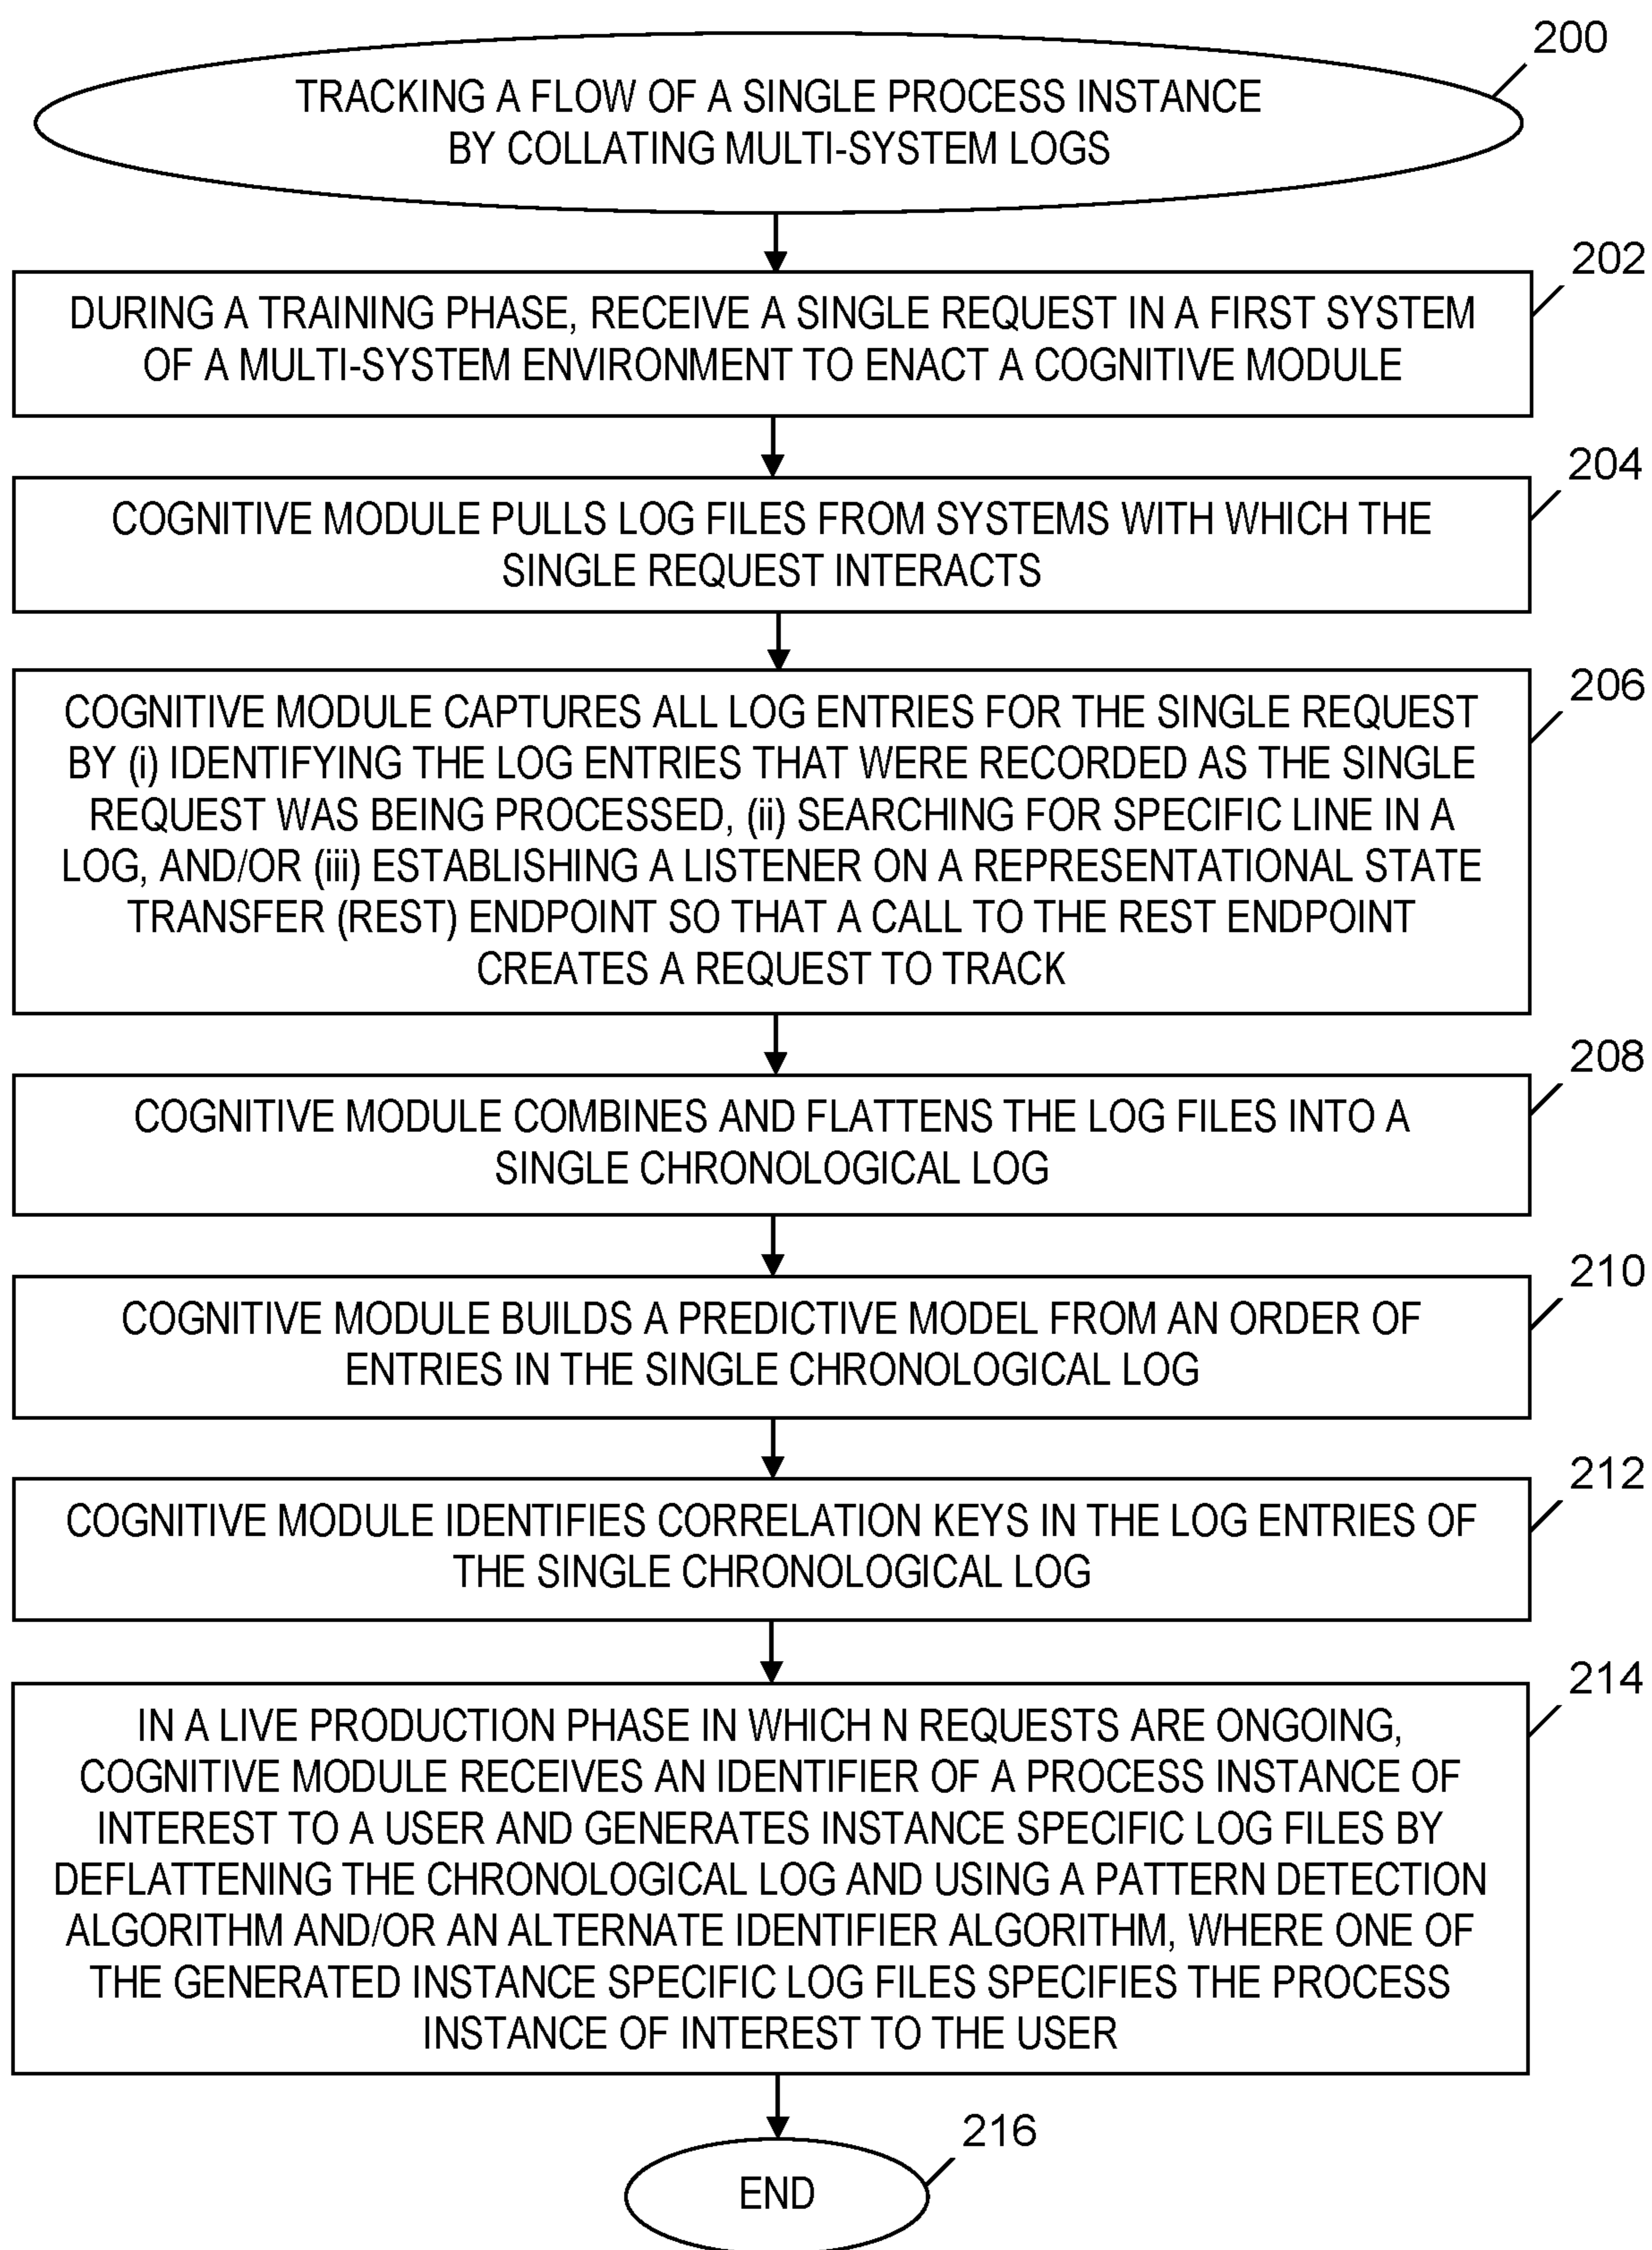 200
TRACKING A FLOW OF A SINGLE PROCESS INSTANCE
BY COLLATING MULTI-SYSTEM LOGS
202
DURING A TRAINING PHASE, RECEIVE A SINGLE REQUEST IN A FIRST SYSTEM
OF A MULTI-SYSTEM ENVIRONMENT TO ENACT A COGNITIVE MODULE
204
COGNITIVE MODULE PULLS LOG FILES FROM SYSTEMS WITH WHICH THE
SINGLE REQUEST INTERACTS
206
COGNITIVE MODULE CAPTURES ALL LOG ENTRIES FOR THE SINGLE REQUEST
BY (i) IDENTIFYING THE LOG ENTRIES THAT WERE RECORDED AS THE SINGLE
REQUEST WAS BEING PROCESSED, (ii) SEARCHING FOR SPECIFIC LINE IN A
LOG, AND/OR (iii) ESTABLISHING A LISTENER ON A REPRESENTATIONAL STATE
TRANSFER (REST) ENDPOINT SO THAT A CALL TO THE REST ENDPOINT
CREATES A REQUEST TO TRACK
208
COGNITIVE MODULE COMBINES AND FLATTENS THE LOG FILES INTO A
SINGLE CHRONOLOGICAL LOG
210
COGNITIVE MODULE BUILDS A PREDICTIVE MODEL FROM AN ORDER OF
ENTRIES IN THE SINGLE CHRONOLOGICAL LOG
212
COGNITIVE MODULE IDENTIFIES CORRELATION KEYS IN THE LOG ENTRIES OF
THE SINGLE CHRONOLOGICAL LOG
214
IN A LIVE PRODUCTION PHASE IN WHICH N REQUESTS ARE ONGOING,
COGNITIVE MODULE RECEIVES AN IDENTIFIER OF A PROCESS INSTANCE OF
INTEREST TO A USER AND GENERATES INSTANCE SPECIFIC LOG FILES BY
DEFLATTENING THE CHRONOLOGICAL LOG AND USING A PATTERN DETECTION
ALGORITHM AND/OR AN ALTERNATE IDENTIFIER ALGORITHM, WHERE ONE OF
THE GENERATED INSTANCE SPECIFIC LOG FILES SPECIFIES THE PROCESS
INSTANCE OF INTEREST TO THE USER
216
END